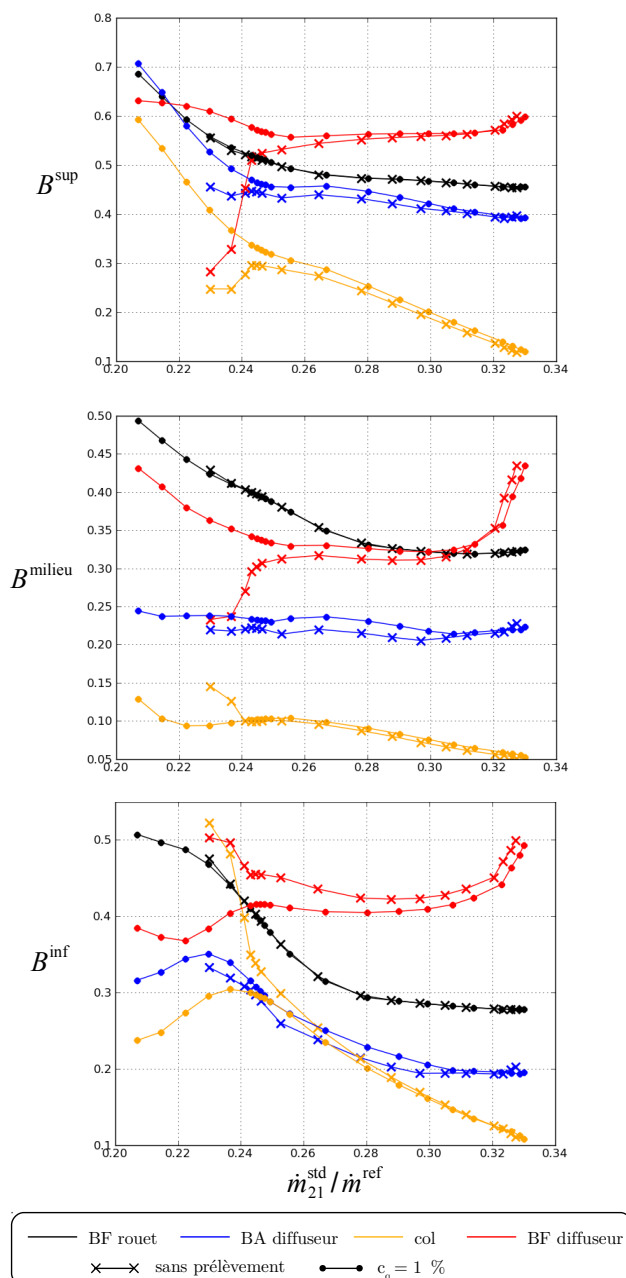 0.8
0.7
0.6
0.5
0.4
0.3
0.2
0.1
B^sup
0.20 0.22 0.24 0.26 0.28 0.30 0.32 0.34
0.50
0.45
0.40
0.35
0.30
0.25
0.20
0.15
0.10
0.05
B^milieu
0.20 0.22 0.24 0.26 0.28 0.30 0.32 0.34
0.5
0.4
0.3
0.2
0.1
B^inf
0.20 0.22 0.24 0.26 0.28 0.30 0.32 0.34
ṁ_21^std / ṁ^ref
BF rouet BA diffuseur col BF diffuseur
sans prélèvement c_q = 1 %